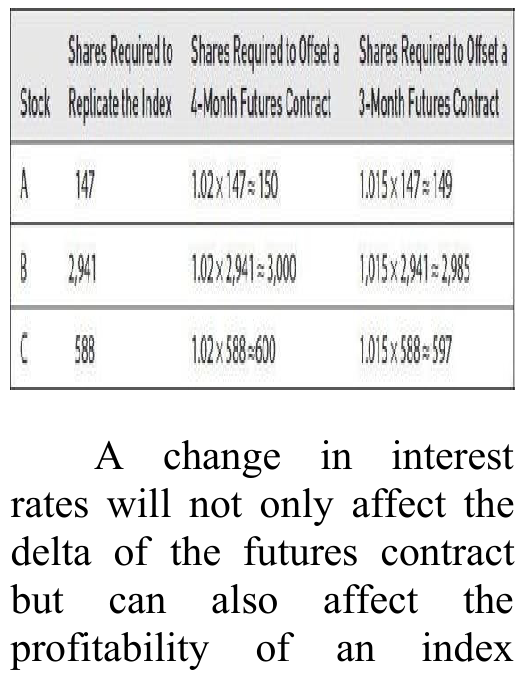 Shares Required to Shares Required to Offset a Shares Required to Offset a
Stock Replicate the Index 4-Month Futures Contract 3-Month Futures Contract
A 147 1.02 x 147 ≈ 150 1.015 x 147 ≈ 149
B 2,941 1.02 x 2,941 ≈ 3,000 1,015 x 2,941 ≈ 2,985
C 588 1.02 x 588 ≈600 1.015 x 588 ≈ 597
A change in interest
rates will not only affect the
delta of the futures contract
but can also affect the
profitability of an index